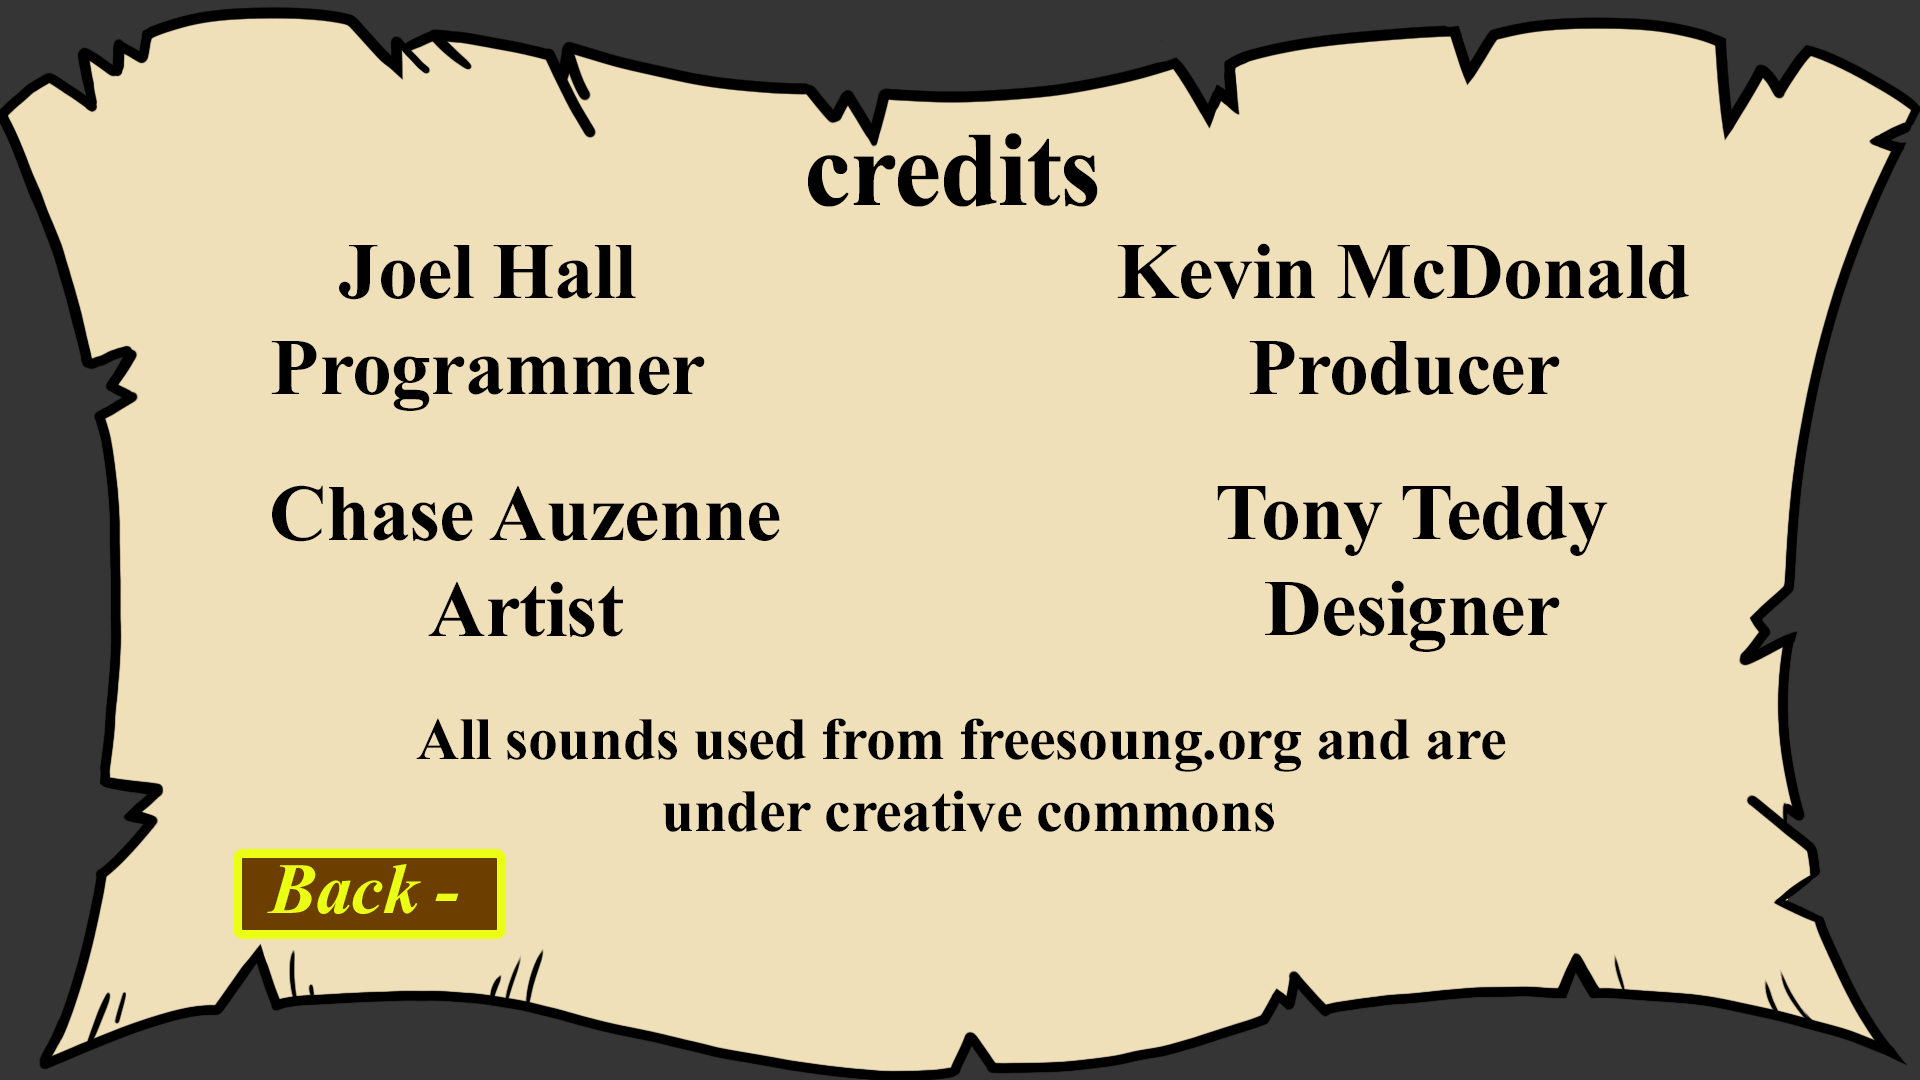 credits
Joel Hall
Programmer
Kevin McDonald
Producer
Chase Auzenne
Artist
Tony Teddy
Designer
All sounds used from freesoung.org and are
under creative commons
Back -